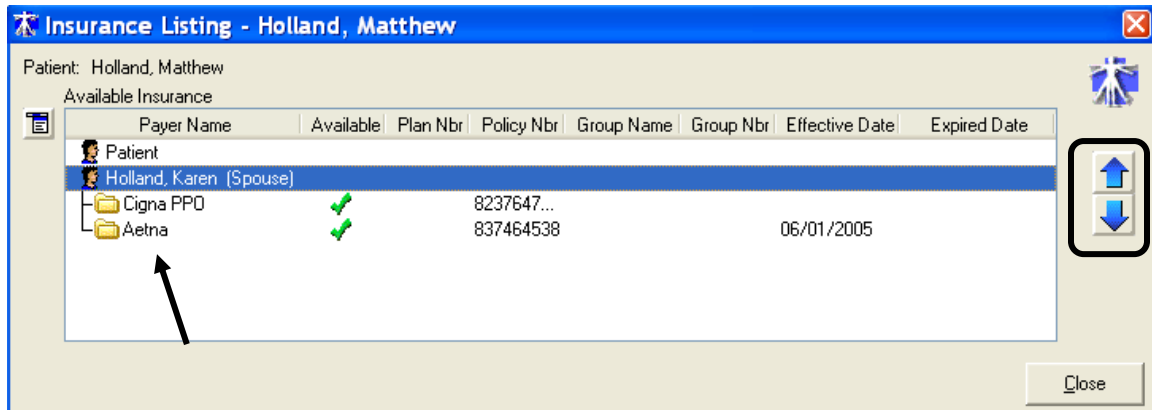 Insurance Listing - Holland, Matthew
Patient: Holland, Matthew
Available Insurance
Payer Name Available Plan Nbr Policy Nbr Group Name Group Nbr Effective Date Expired Date
Patient
Holland, Karen (Spouse)
Cigna PPO 8237647...
Aetna 837464538 06/01/2005
Close